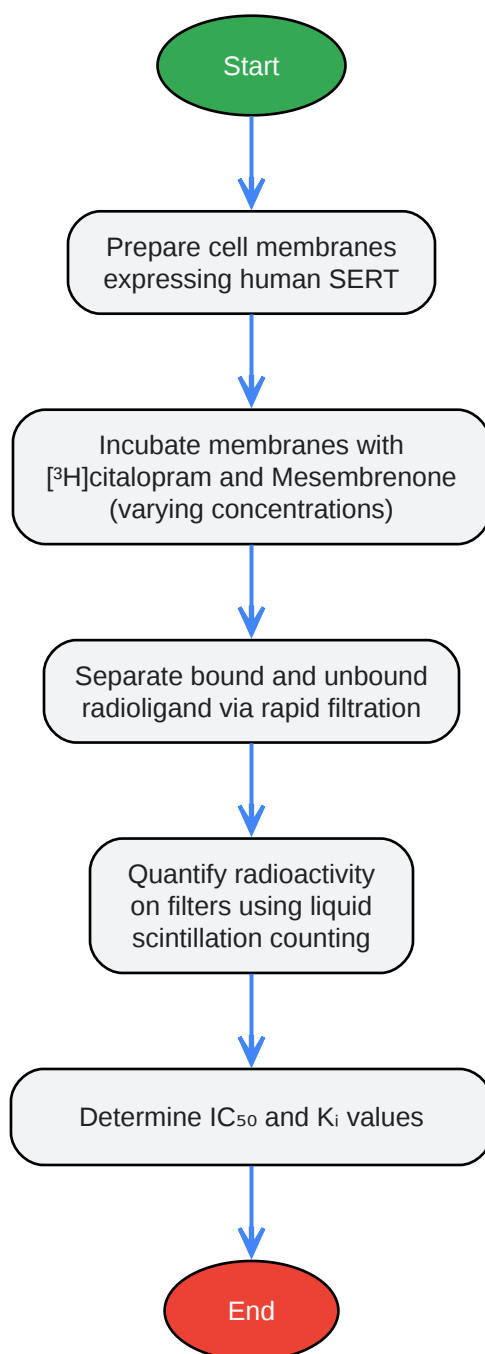 Start
Prepare cell membranes
expressing human SERT
Incubate membranes with
[³H]citalopram and Mesembrenone
(varying concentrations)
Separate bound and unbound
radioligand via rapid filtration
Quantify radioactivity
on filters using liquid
scintillation counting
Determine IC₅₀ and Kᵢ values
End